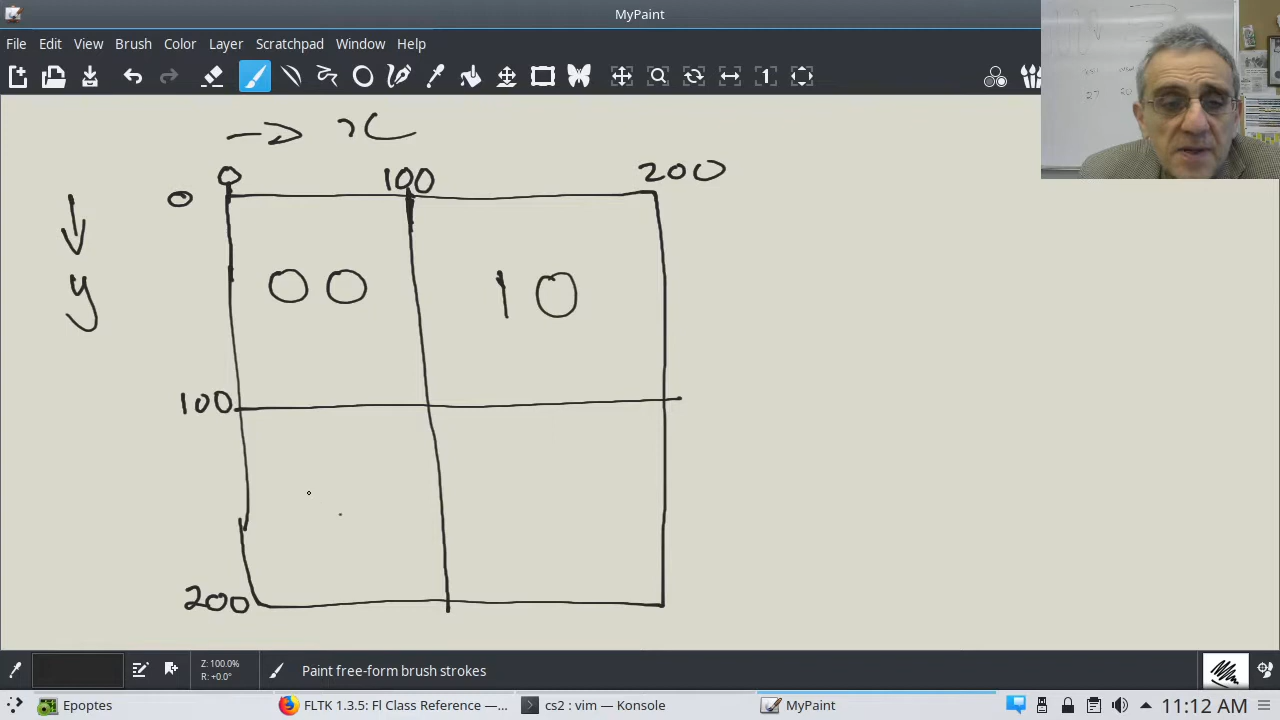 MyPaint
File Edit View Brush Color Layer Scratchpad Window Help
→ x
0 100 200
0
y
00 10
100
200
Z: 100.0%
R: +0.0°
Paint free-form brush strokes
Epoptes
FLTK 1.3.5: Fl Class Reference —...
cs2 : vim — Konsole
MyPaint
11:12 AM